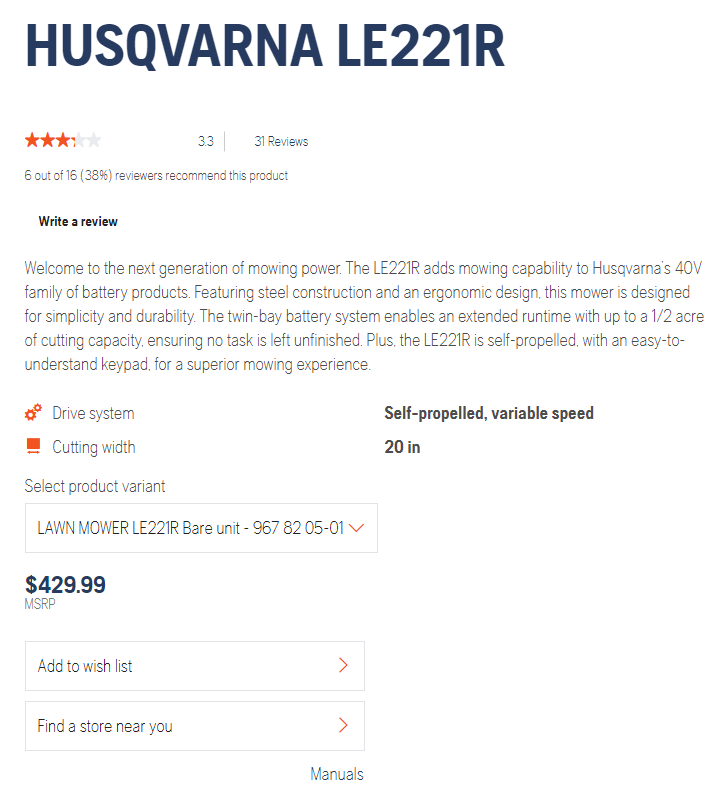 HUSQVARNA LE221R
3.3 31 Reviews
6 out of 16 (38%) reviewers recommend this product
Write a review
Welcome to the next generation of mowing power. The LE221R adds mowing capability to Husqvarna's 40V
family of battery products. Featuring steel construction and an ergonomic design, this mower is designed
for simplicity and durability. The twin-bay battery system enables an extended runtime with up to a 1/2 acre
of cutting capacity, ensuring no task is left unfinished. Plus, the LE221R is self-propelled, with an easy-to-
understand keypad, for a superior mowing experience.
Drive system Self-propelled, variable speed
Cutting width 20 in
Select product variant
LAWN MOWER LE221R Bare unit - 967 82 05-01
$429.99
MSRP
Add to wish list
Find a store near you
Manuals